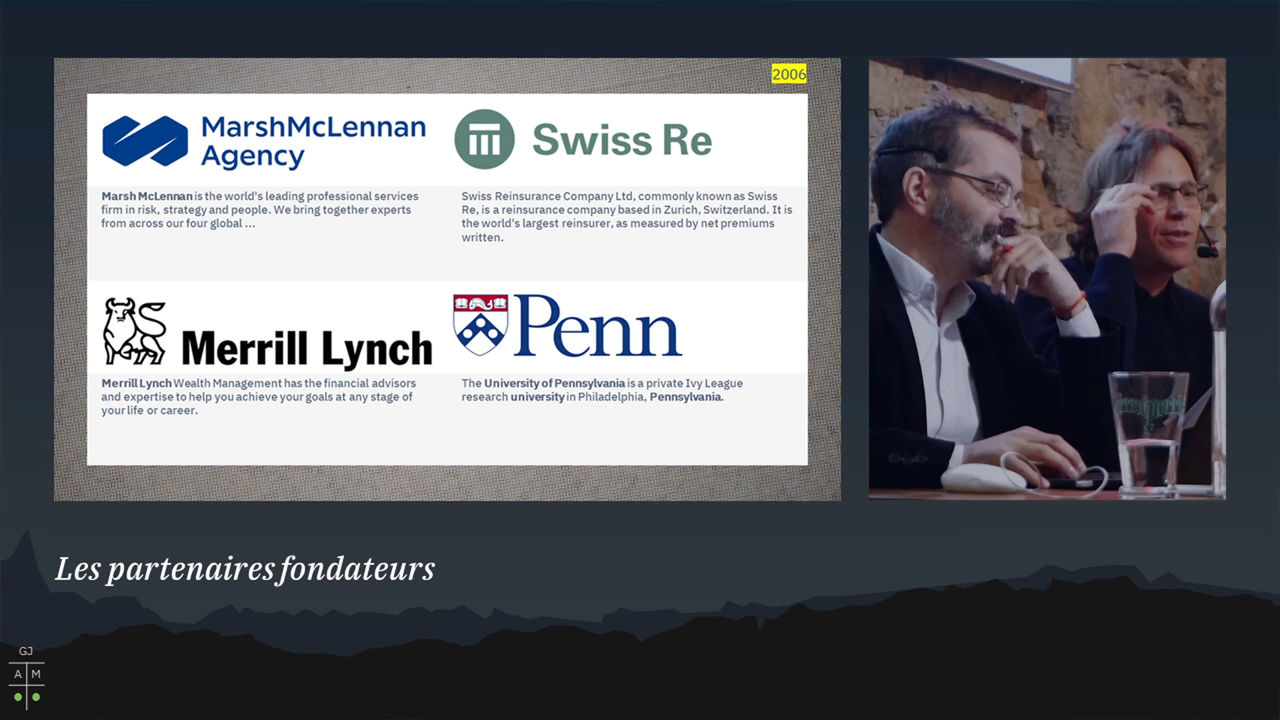 2006
MarshMcLennan
Agency
Swiss Re
Marsh McLennan is the world's leading professional services
firm in risk, strategy and people. We bring together experts
from across our four global ...
Swiss Reinsurance Company Ltd, commonly known as Swiss
Re, is a reinsurance company based in Zurich, Switzerland. It is
the world's largest reinsurer, as measured by net premiums
written.
Merrill Lynch
Penn
Merrill Lynch Wealth Management has the financial advisors
and expertise to help you achieve your goals at any stage of
your life or career.
The University of Pennsylvania is a private Ivy League
research university in Philadelphia, Pennsylvania.
Les partenaires fondateurs
GJ
A M